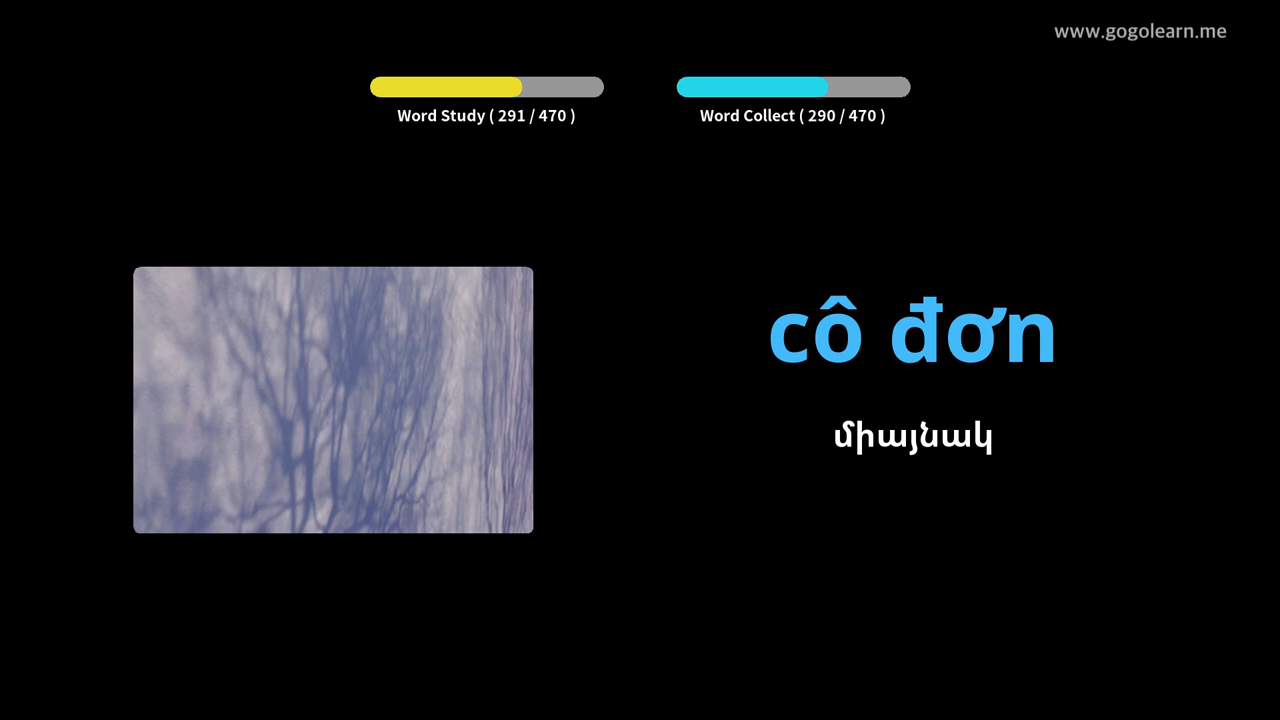 www.gogolearn.me
Word Study ( 291 / 470 )
Word Collect ( 290 / 470 )
cô đơn
միայնակ